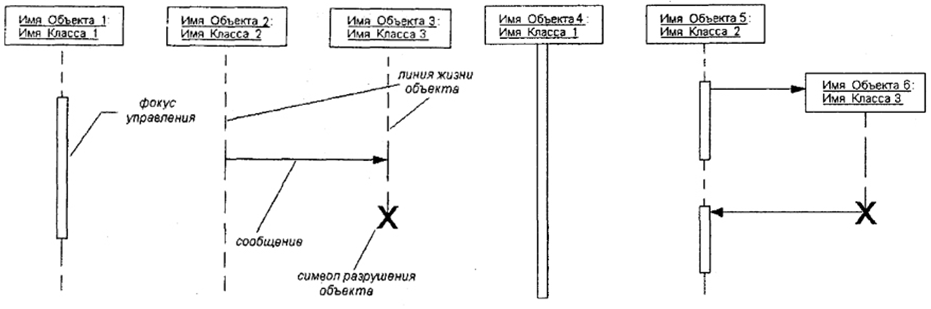 Имя Объекта 1:
Имя Класса 1
Имя Объекта 2:
Имя Класса 2
Имя Объекта 3:
Имя Класса 3
Имя Объекта4:
Имя Класса 1
Имя Объекта 5:
Имя Класса 2
Имя Объекта 6:
Имя Класса 3
фокус
управления
линия жизни
объекта
сообщение
символ разрушения
объекта